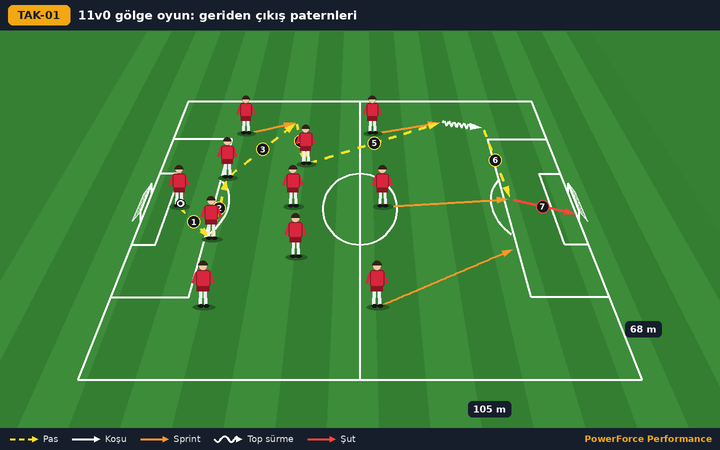 TAK-01 11v0 gölge oyun: geriden çıkış paternleri
3
5
6
2
7
1
68 m
105 m
Pas Koşu Sprint Top sürme Şut PowerForce Performance